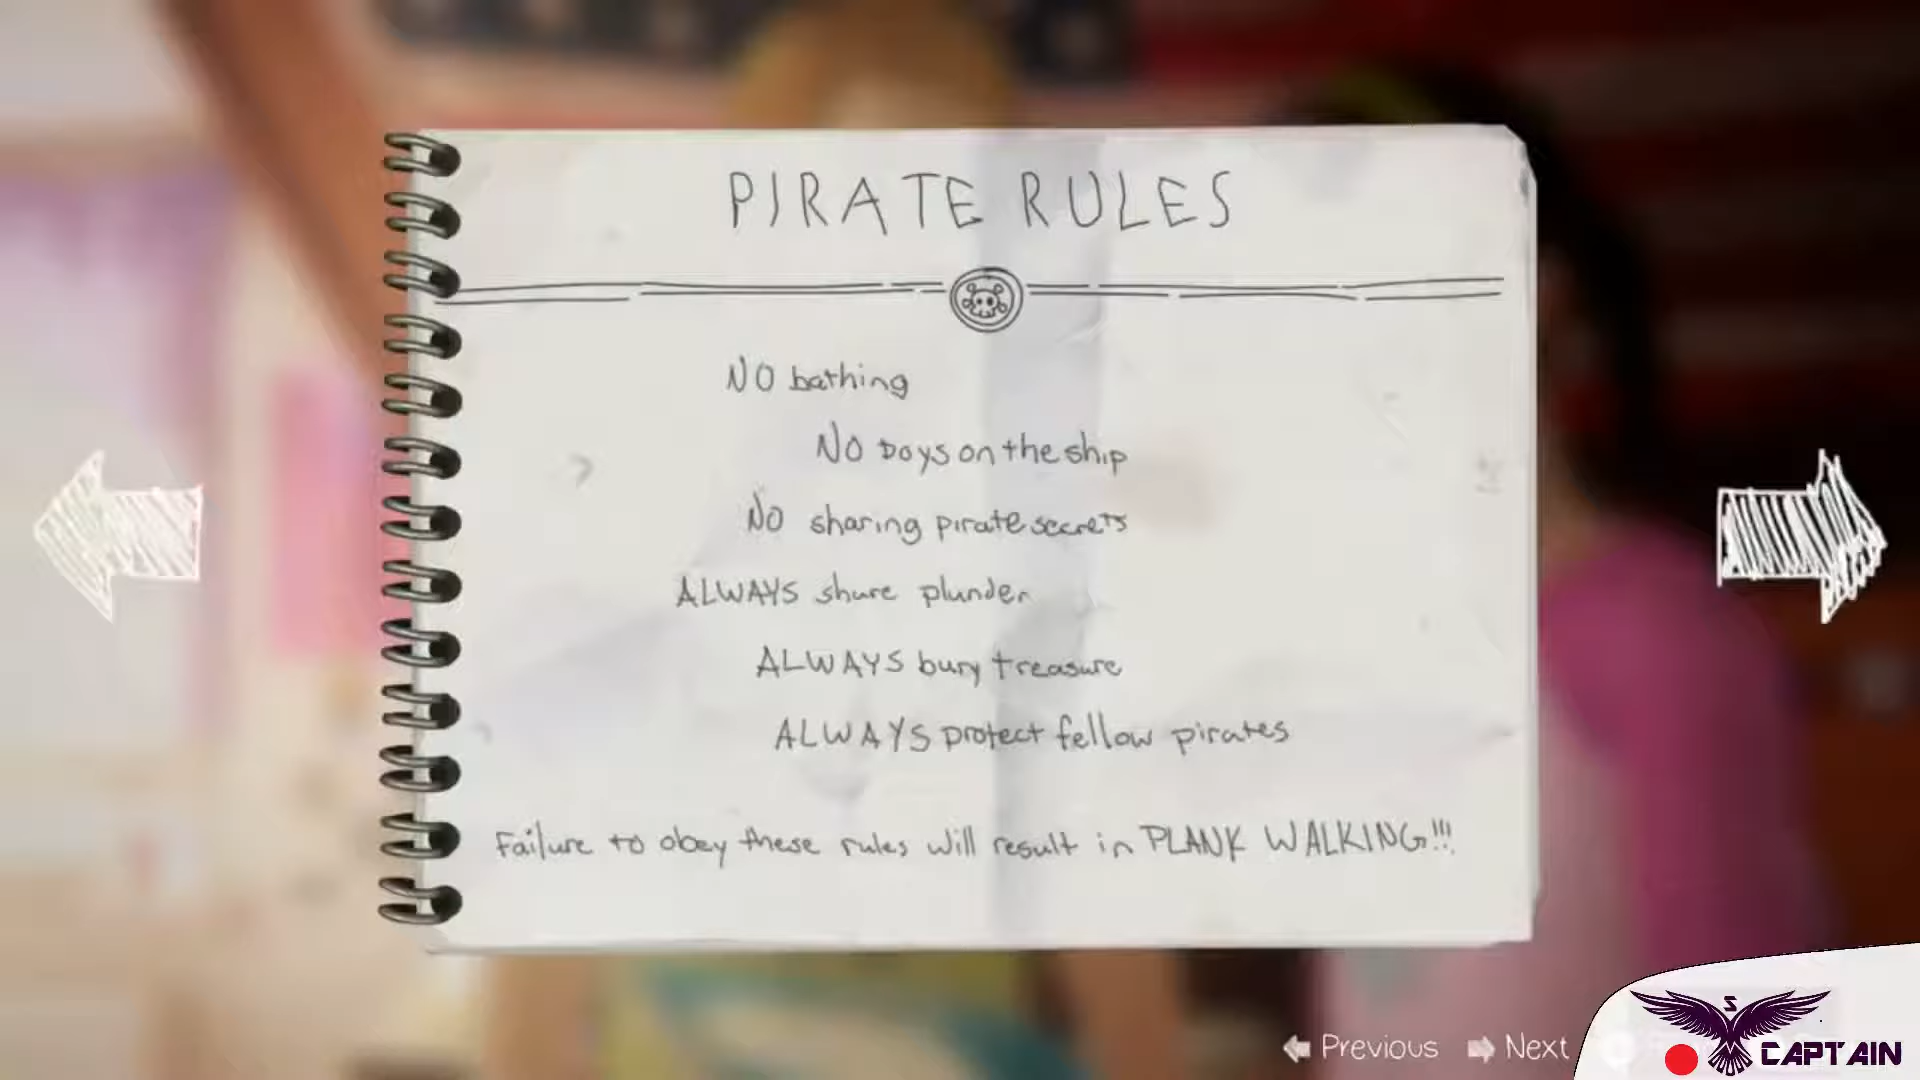 PIRATE RULES
NO bathing
NO boys on the ship
NO sharing pirate secrets
ALWAYS share plunder
ALWAYS bury treasure
ALWAYS protect fellow pirates
Failure to obey these rules will result in PLANK WALKING!!!
Previous Next
S
CAPTAIN